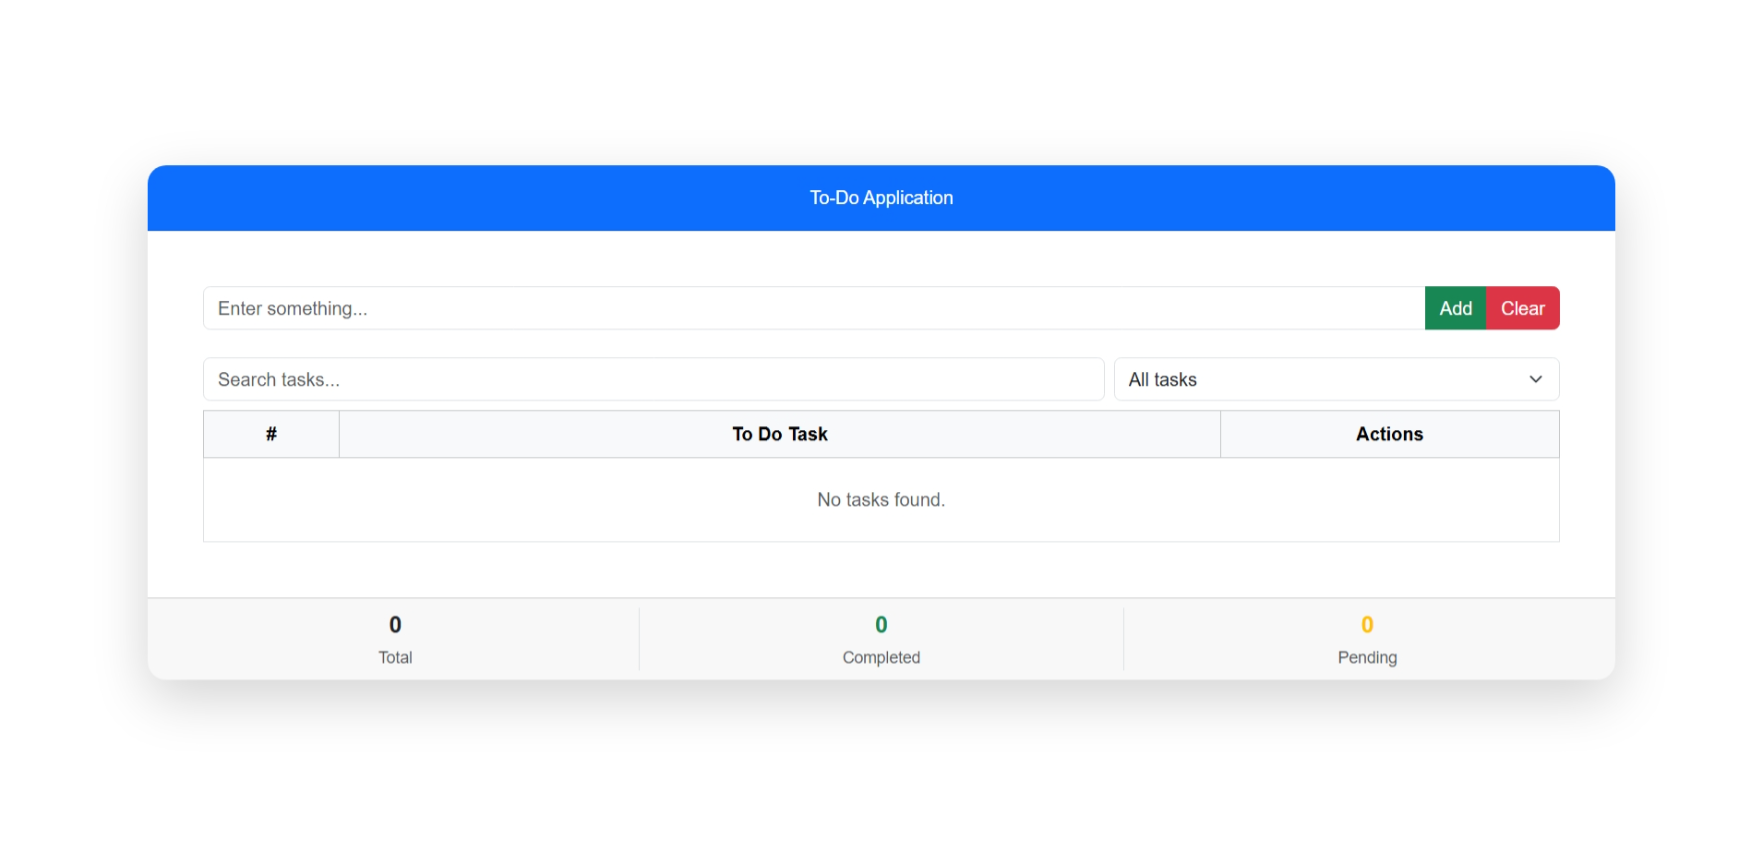 To-Do Application
Enter something...
Add
Clear
Search tasks...
All tasks
#
To Do Task
Actions
No tasks found.
0
Total
0
Completed
0
Pending